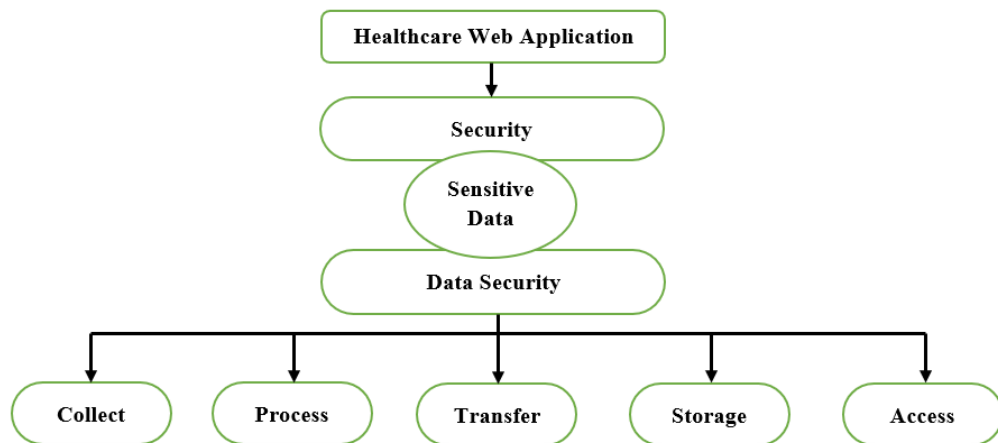 Healthcare Web Application
Security
Sensitive
Data
Data Security
Collect
Process
Transfer
Storage
Access